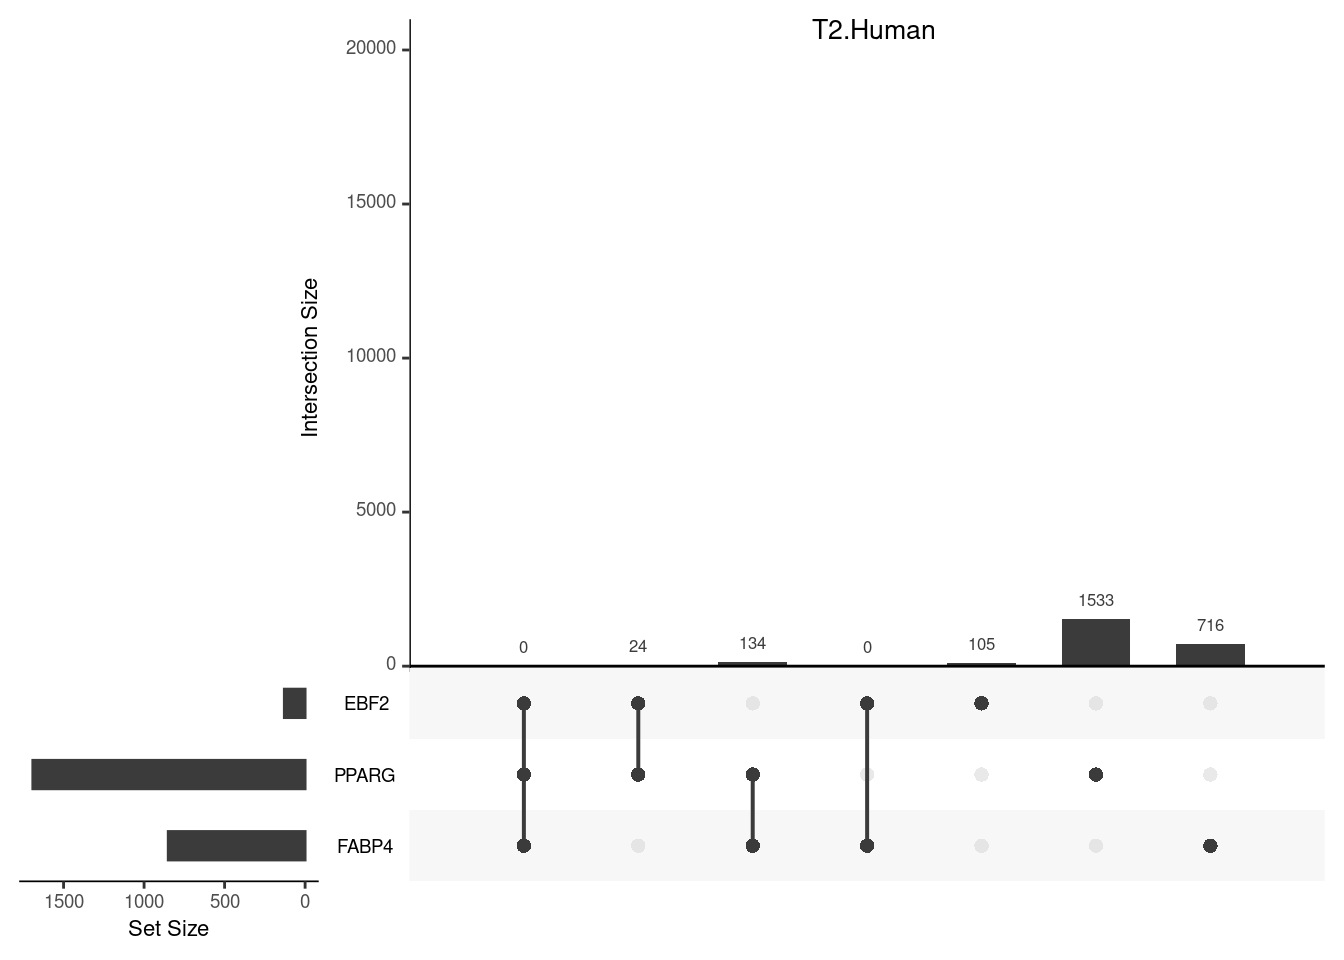 T2.Human
20000
15000
10000
5000
0
Intersection Size
0 24 134 0 105 1533 716
EBF2
PPARG
FABP4
1500 1000 500 0
Set Size